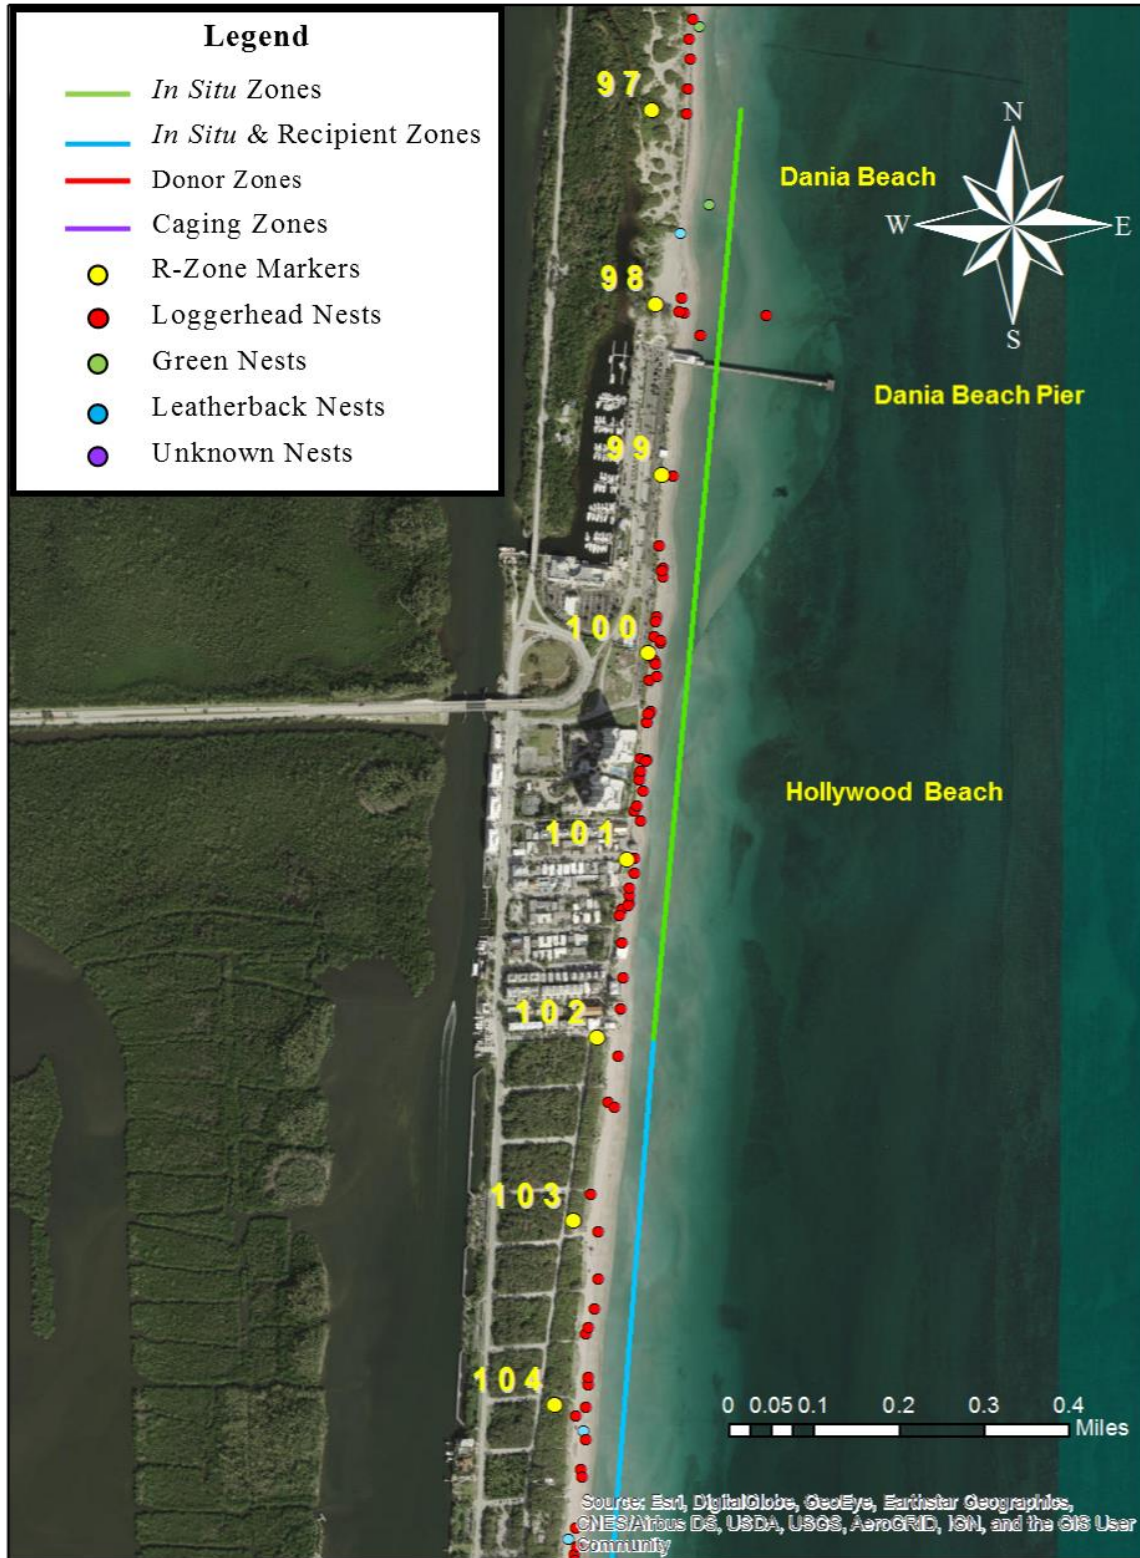 Legend
In Situ Zones
In Situ & Recipient Zones
Donor Zones
Caging Zones
R-Zone Markers
Loggerhead Nests
Green Nests
Leatherback Nests
Unknown Nests
97
Dania Beach
N
W
E
S
98
Dania Beach Pier
99
100
Hollywood Beach
101
102
103
104
0 0.05 0.1 0.2 0.3 0.4
Miles
Source: Esri, DigitalGlobe, GeoEye, Earthstar Geographics,
CNES/Airbus DS, USDA, USGS, AeroGRID, IGN, and the GIS User
Community